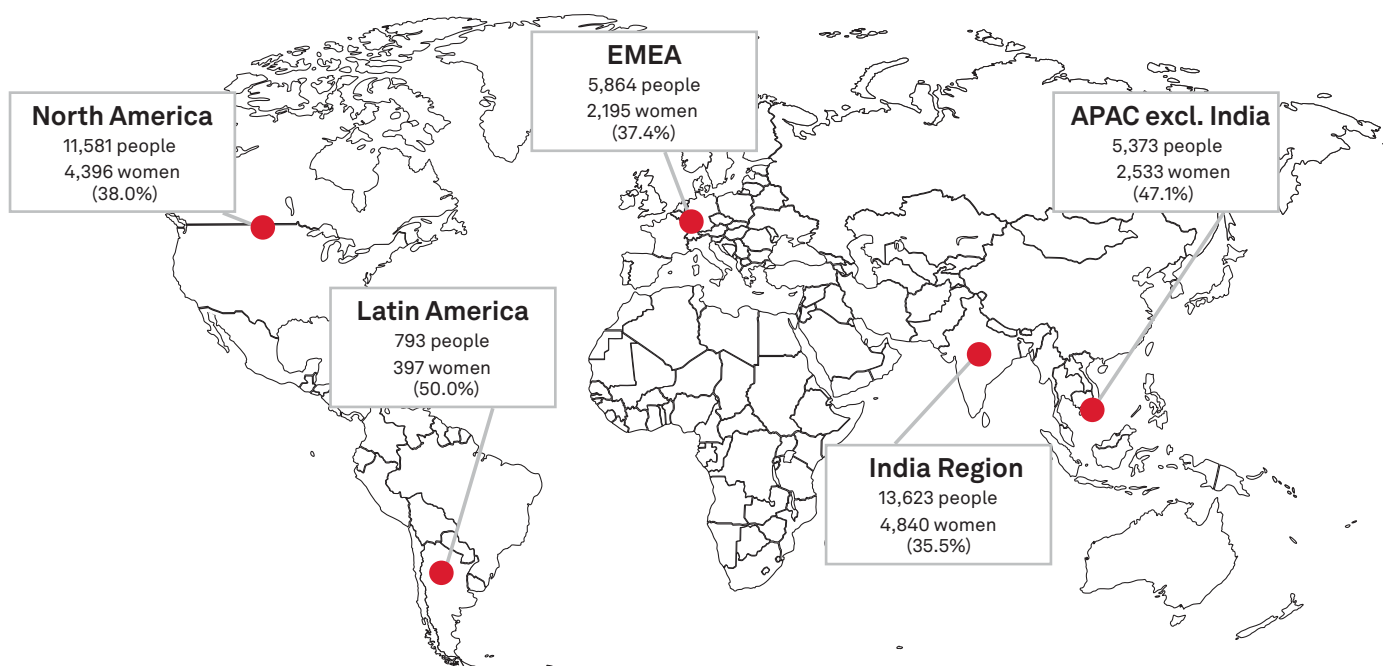 EMEA
5,864 people
2,195 women
(37.4%)
North America
11,581 people
4,396 women
(38.0%)
APAC excl. India
5,373 people
2,533 women
(47.1%)
Latin America
793 people
397 women
(50.0%)
India Region
13,623 people
4,840 women
(35.5%)